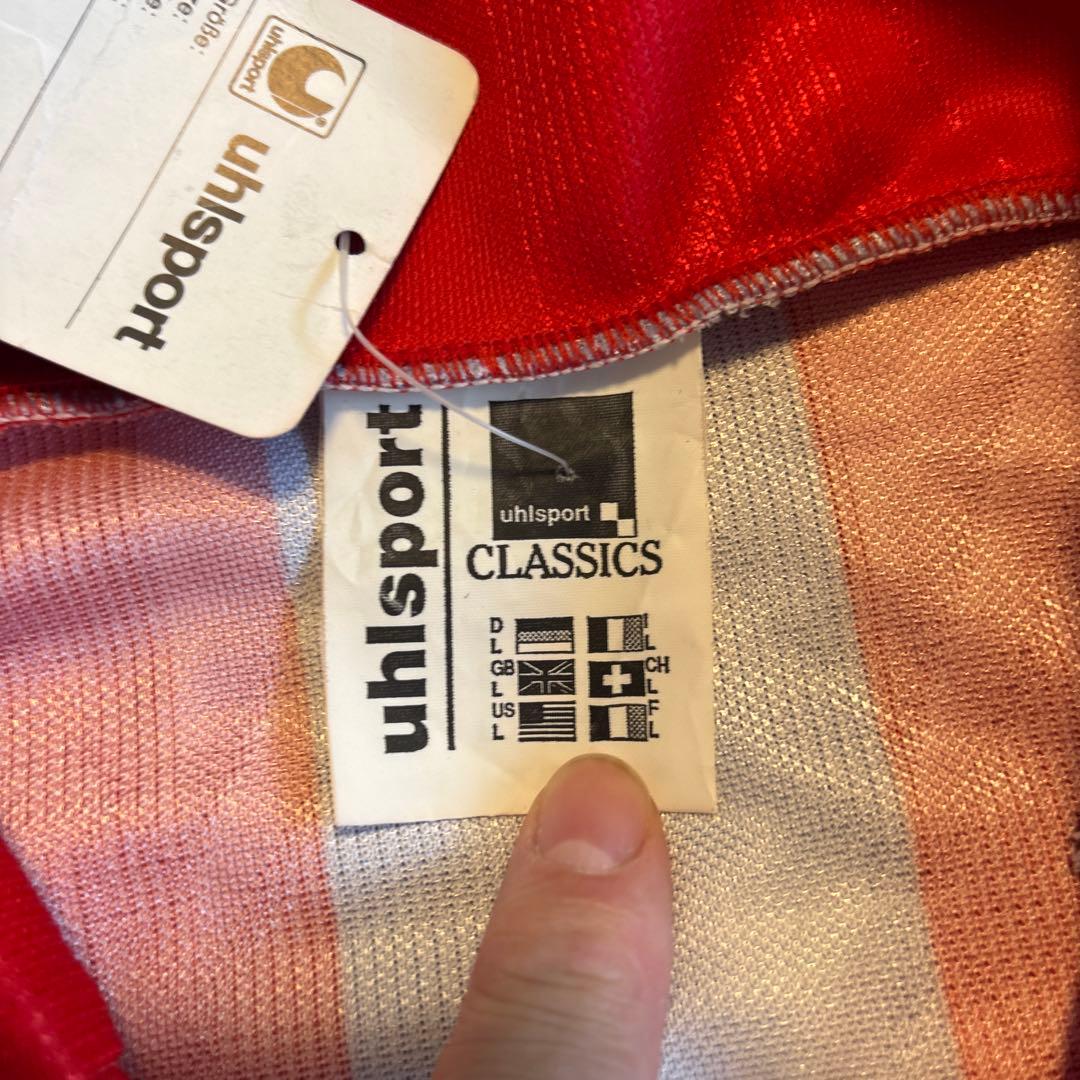 Größe:
uhlsport
uhlsport
uhlsport
uhlsport
CLASSICS
D
L
I
L
GB
L
CH
L
US
L
F
L